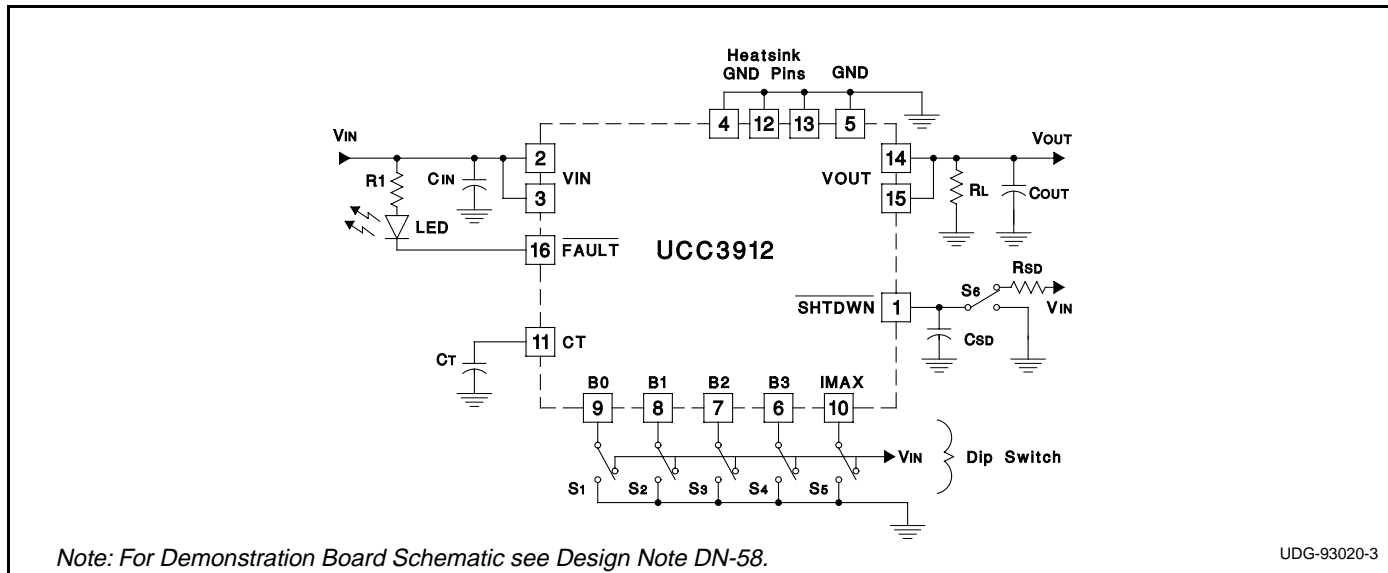 Heatsink
GND Pins
GND
4
12
13
5
VIN
2
14
VOUT
R1
CIN
VIN
VOUT
RL
COUT
3
15
LED
16
FAULT
UCC3912
RSD
S6
SHTDWN
1
VIN
CSD
11
CT
CT
B0
B1
B2
B3
IMAX
9
8
7
6
10
VIN
Dip Switch
S1
S2
S3
S4
S5
Note: For Demonstration Board Schematic see Design Note DN-58.
UDG-93020-3